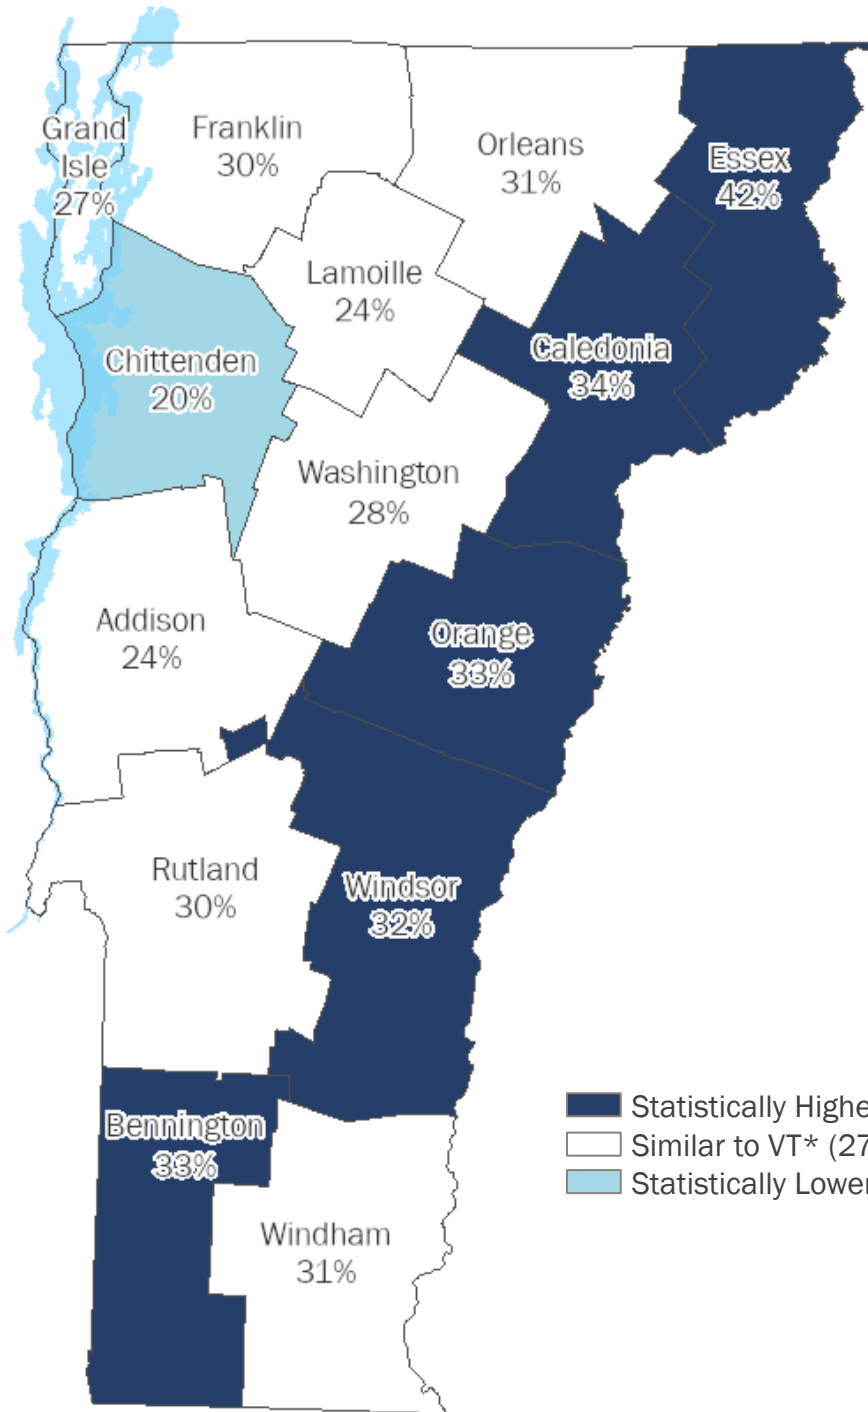 Grand
Isle
27%
Franklin
30%
Orleans
31%
Essex
42%
Lamoille
24%
Chittenden
20%
Caledonia
34%
Washington
28%
Addison
24%
Orange
33%
Rutland
30%
Windsor
32%
Bennington
33%
Windham
31%
Statistically Highe
Similar to VT* (27
Statistically Lower